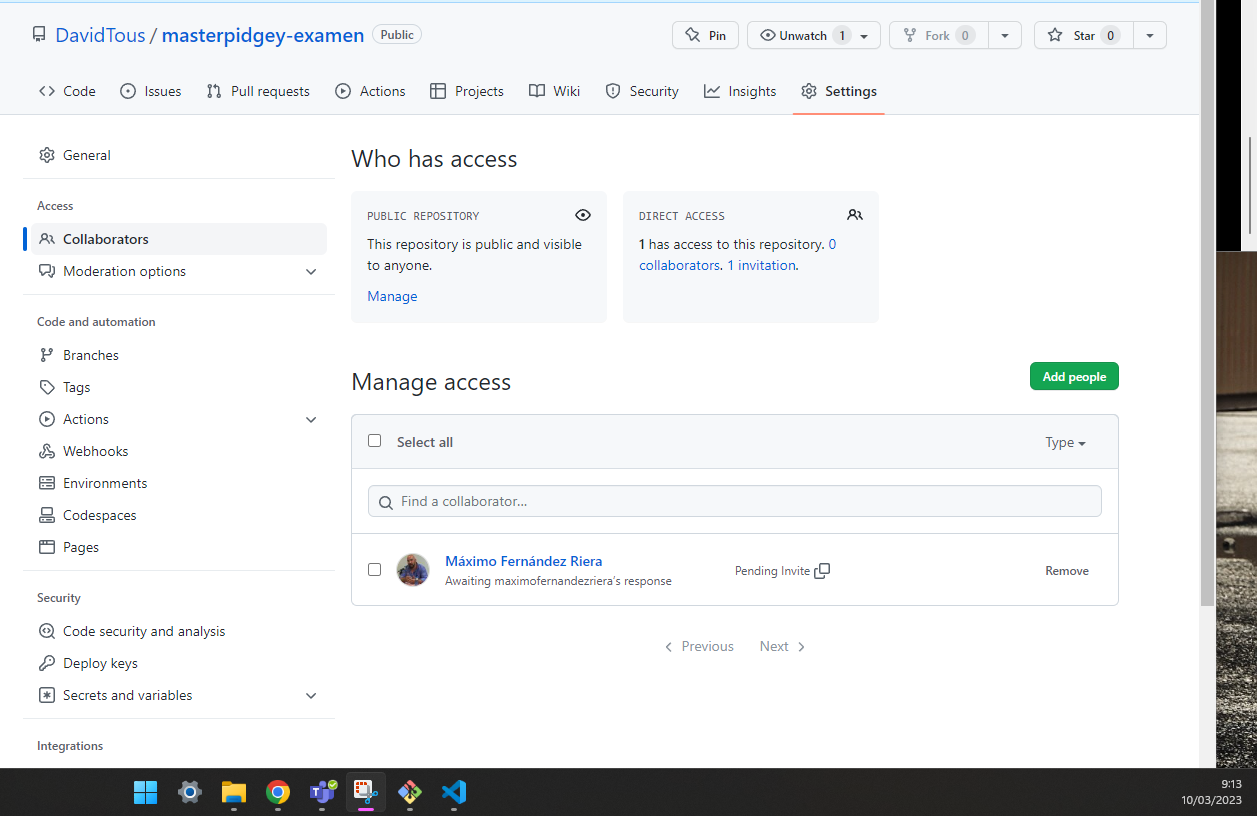 DavidTous / masterpidgey-examen Public
Pin
Unwatch 1
Fork 0
Star 0
Code
Issues
Pull requests
Actions
Projects
Wiki
Security
Insights
Settings
General
Access
Collaborators
Moderation options
Code and automation
Branches
Tags
Actions
Webhooks
Environments
Codespaces
Pages
Security
Code security and analysis
Deploy keys
Secrets and variables
Integrations
Who has access
PUBLIC REPOSITORY
This repository is public and visible
to anyone.
Manage
DIRECT ACCESS
1 has access to this repository. 0
collaborators. 1 invitation.
Manage access
Add people
Select all
Type
Find a collaborator...
Máximo Fernández Riera
Awaiting maximofernandezriera's response
Pending Invite
Remove
Previous
Next
9:13
10/03/2023